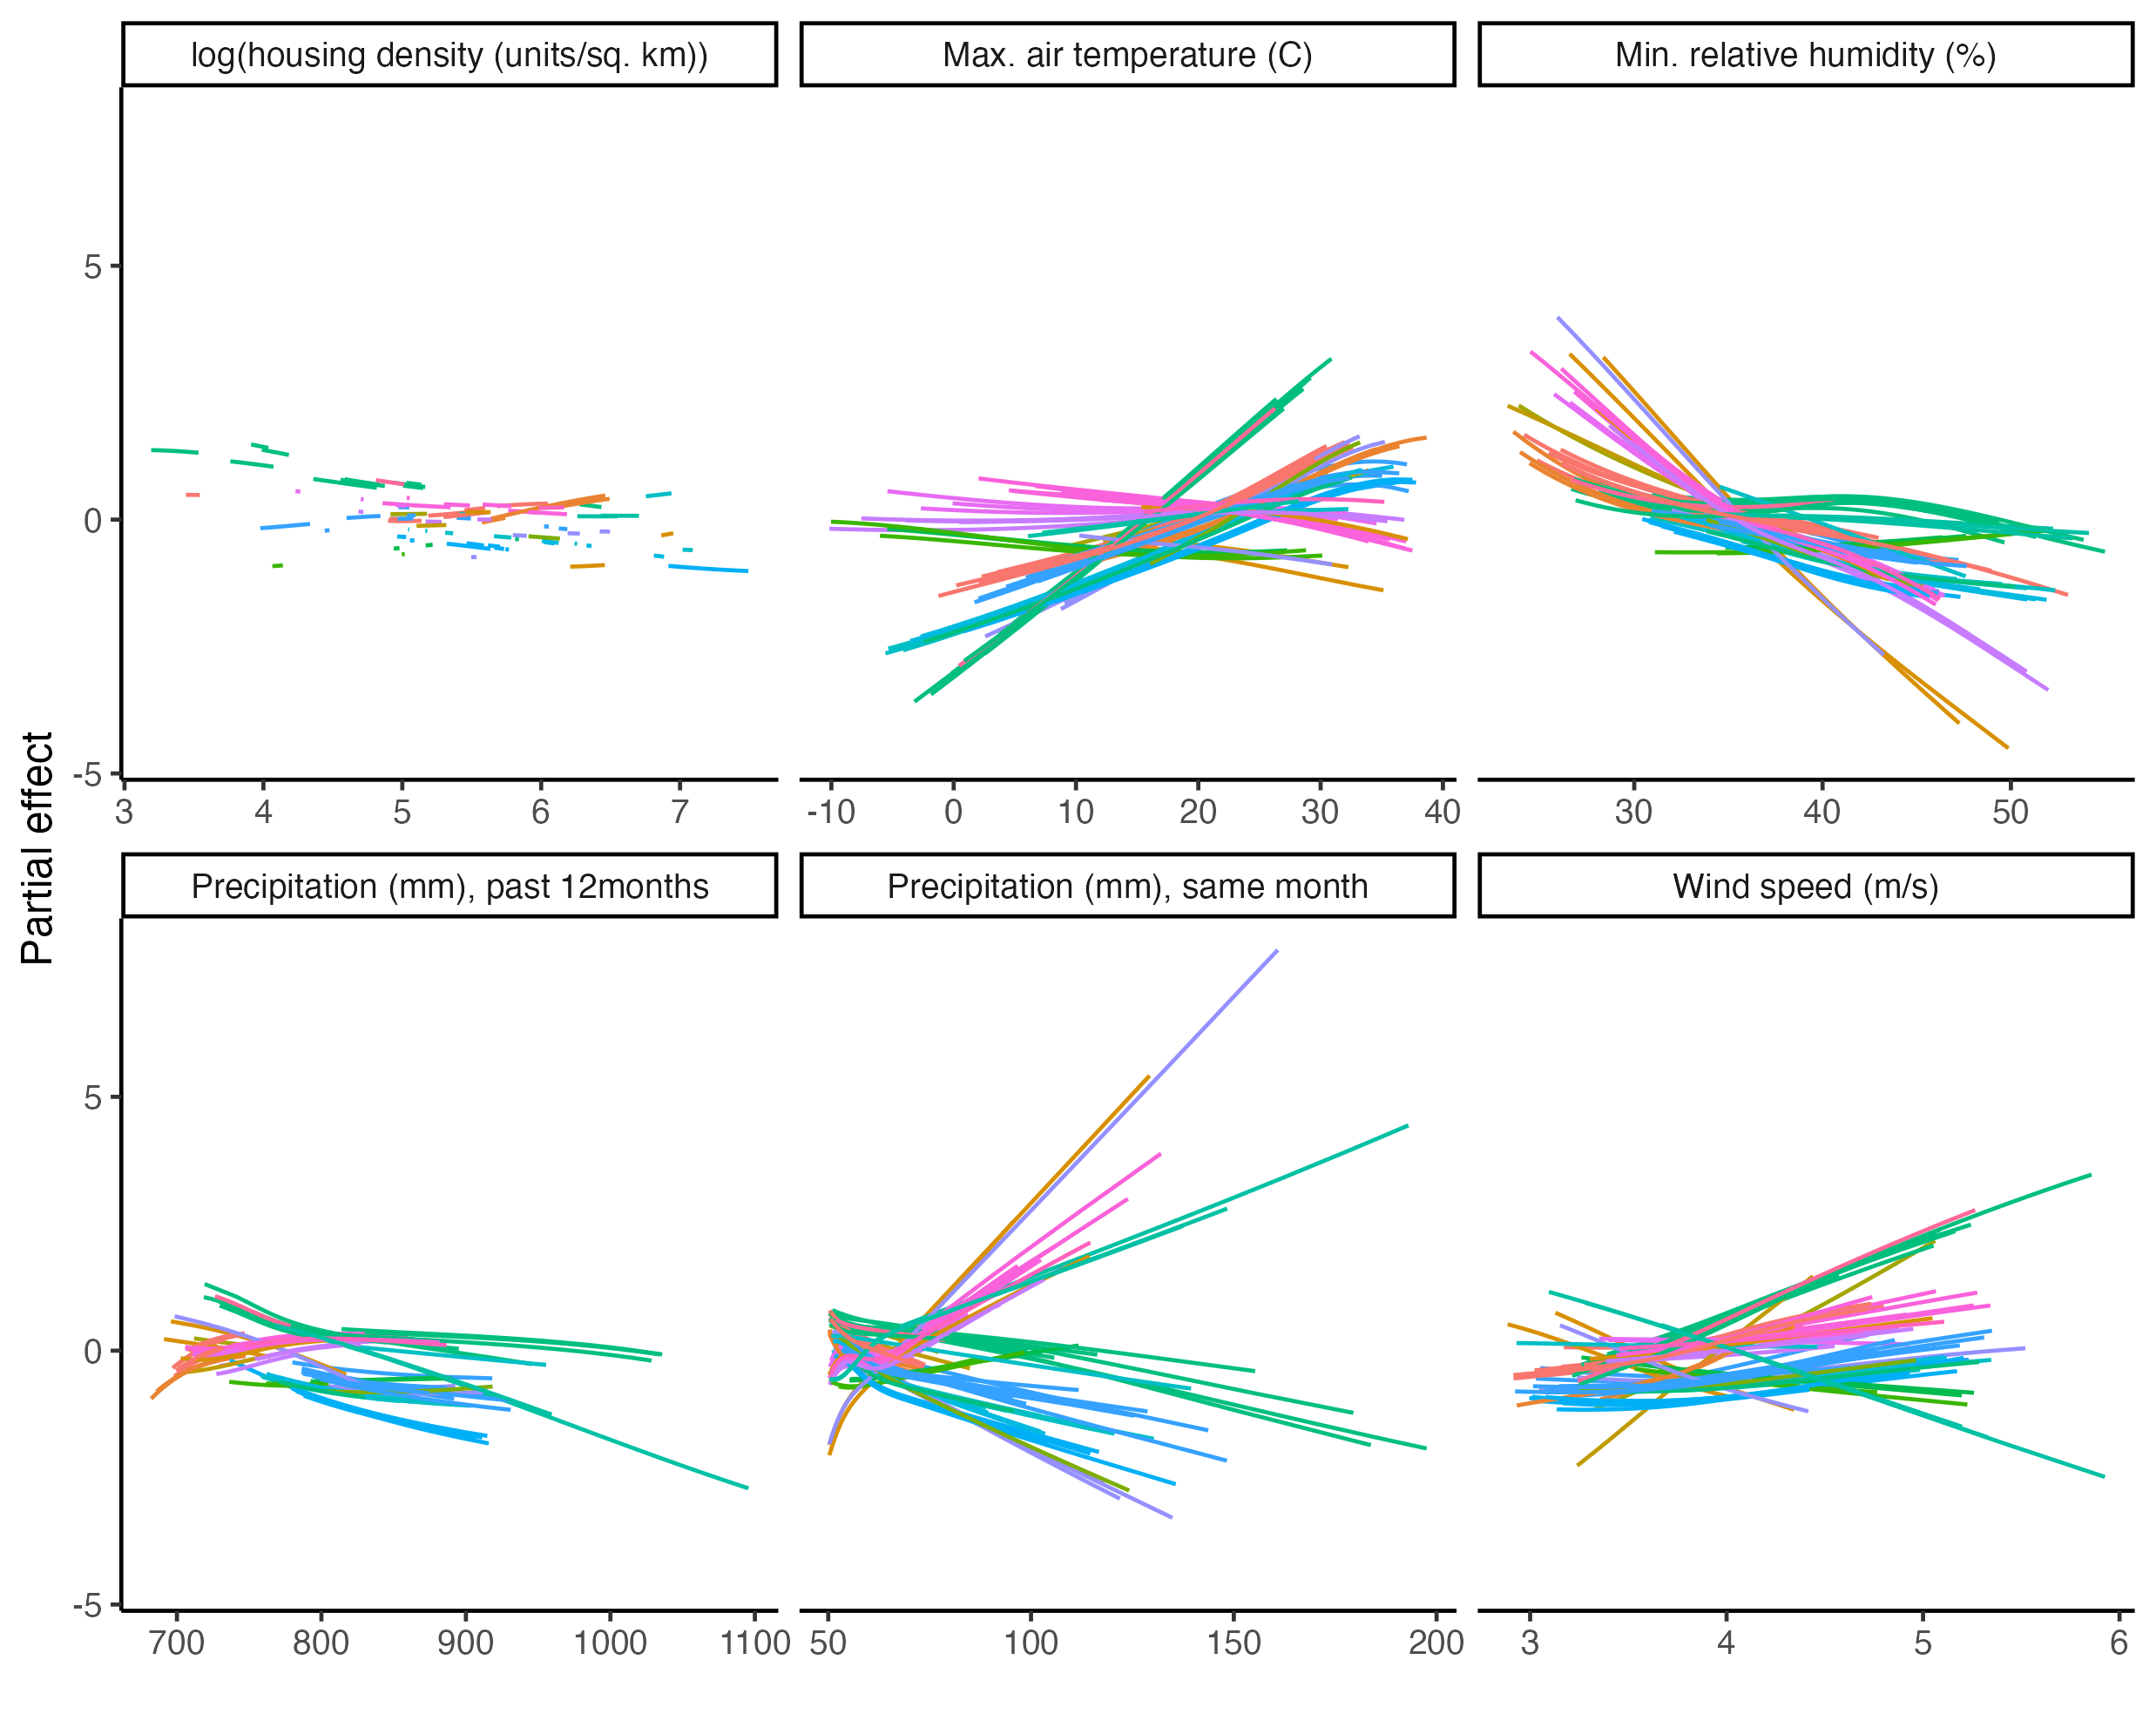 log(housing density (units/sq. km))
Max. air temperature (C)
Min. relative humidity (%)
5
0
-5
3 4 5 6 7
-10 0 10 20 30 40
30 40 50
Partial effect
Precipitation (mm), past 12months
Precipitation (mm), same month
Wind speed (m/s)
5
0
-5
700 800 900 1000 1100
50 100 150 200
3 4 5 6